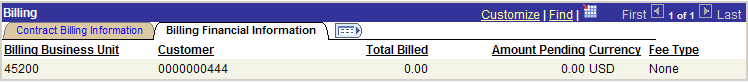 Billing
Customize | Find | First 1 of 1 Last
Contract Billing Information Billing Financial Information
Billing Business Unit Customer Total Billed Amount Pending Currency Fee Type
45200 0000000444 0.00 0.00 USD None